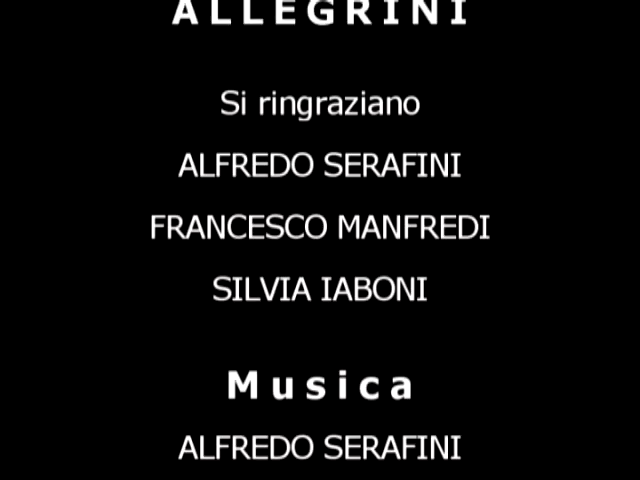 ALLEGRINI
Si ringraziano
ALFREDO SERAFINI
FRANCESCO MANFREDI
SILVIA IABONI
Musica
ALFREDO SERAFINI